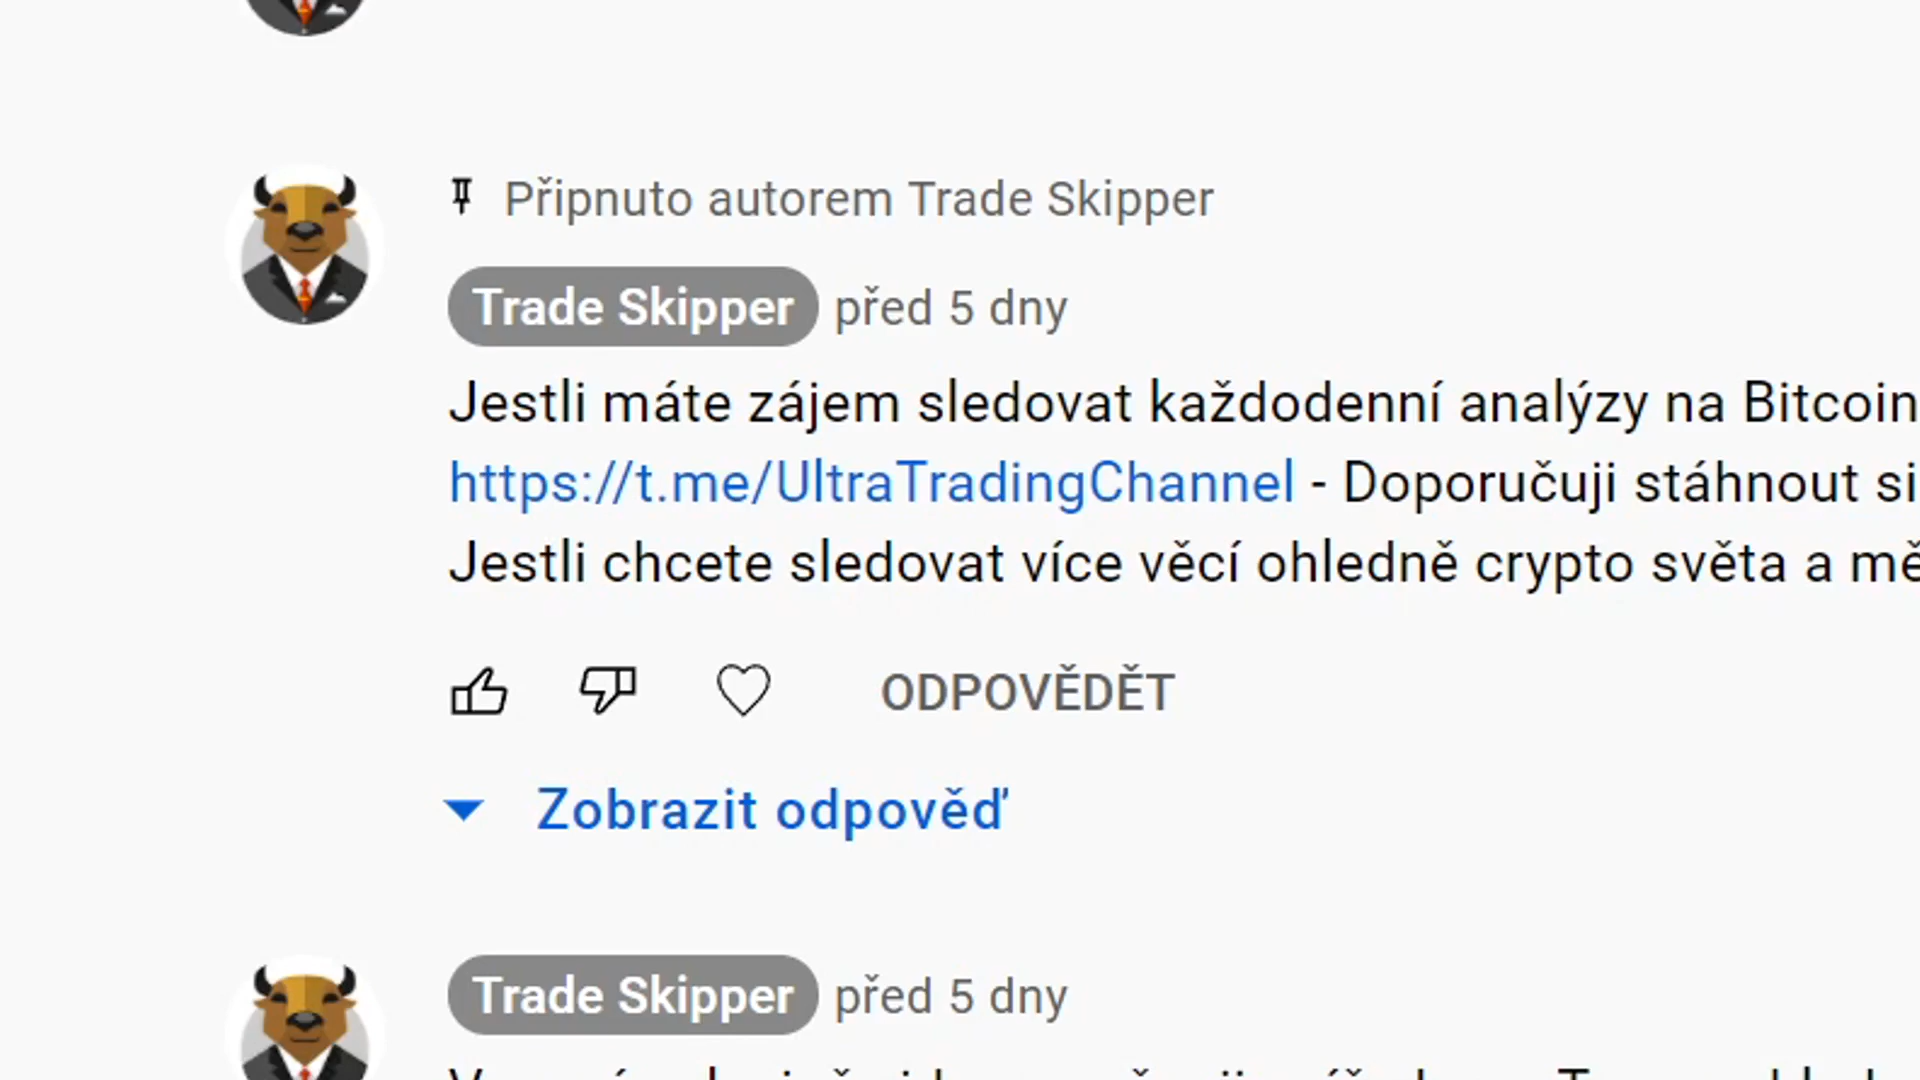 Připnuto autorem Trade Skipper
Trade Skipper před 5 dny
Jestli máte zájem sledovat každodenní analýzy na Bitcoin
https://t.me/UltraTradingChannel - Doporučuji stáhnout si
Jestli chcete sledovat více věcí ohledně crypto světa a
ODPOVĚDĚT
Zobrazit odpověď
Trade Skipper před 5 dny